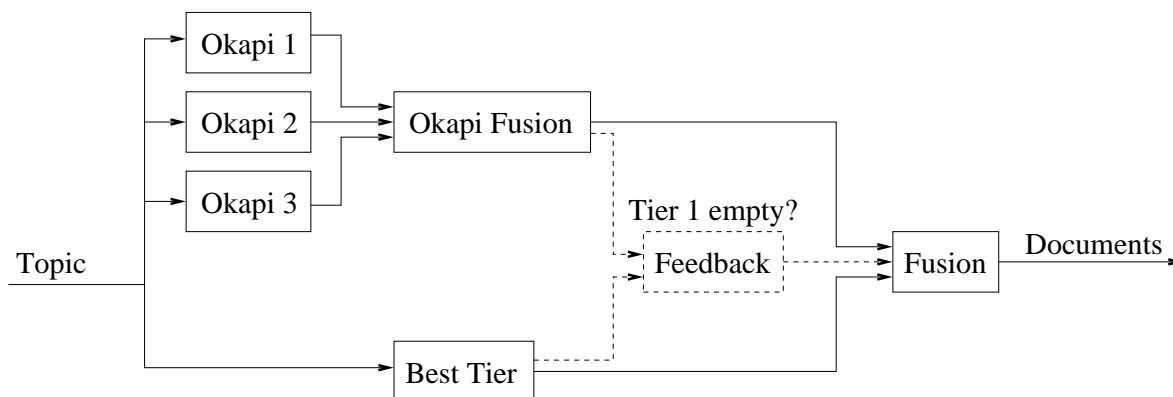 Okapi 1
Okapi 2
Okapi Fusion
Okapi 3
Tier 1 empty?
Topic
Feedback
Fusion
Documents
Best Tier